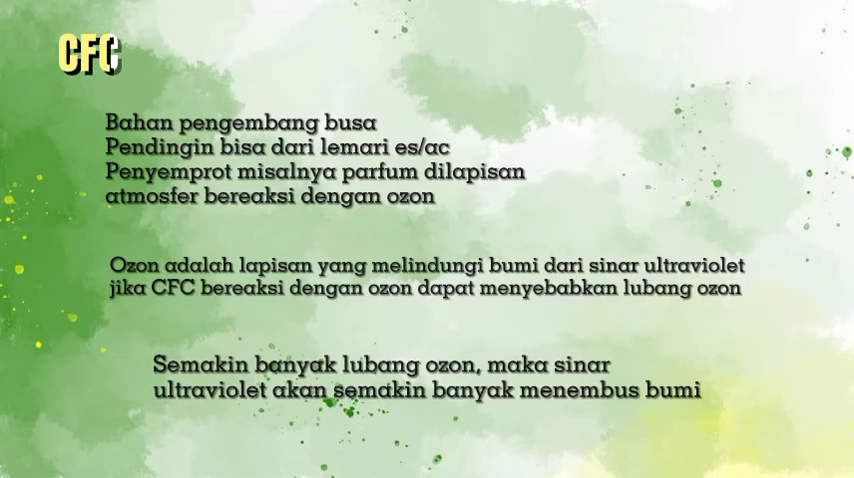 CFC
Bahan pengembang busa
Pendingin bisa dari lemari es/ac
Penyemprot misalnya parfum dilapisan
atmosfer bereaksi dengan ozon
Ozon adalah lapisan yang melindungi bumi dari sinar ultraviolet
jika CFC bereaksi dengan ozon dapat menyebabkan lubang ozon
Semakin banyak lubang ozon, maka sinar
ultraviolet akan semakin banyak menembus bumi